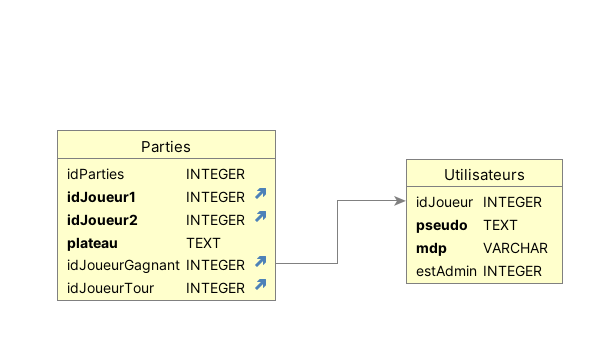 Parties
idParties INTEGER
idJoueur1 INTEGER
idJoueur2 INTEGER
plateau TEXT
idJoueurGagnant INTEGER
idJoueurTour INTEGER
Utilisateurs
idJoueur INTEGER
pseudo TEXT
mdp VARCHAR
estAdmin INTEGER